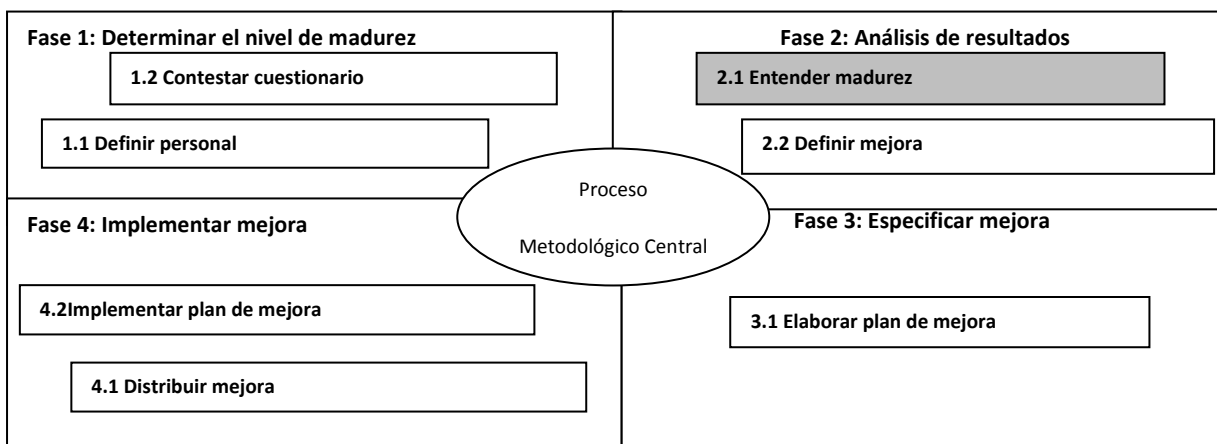 Fase 1: Determinar el nivel de madurez
1.2 Contestar cuestionario
1.1 Definir personal
Fase 2: Análisis de resultados
2.1 Entender madurez
2.2 Definir mejora
Proceso
Metodológico Central
Fase 4: Implementar mejora
4.2Implementar plan de mejora
4.1 Distribuir mejora
Fase 3: Especificar mejora
3.1 Elaborar plan de mejora